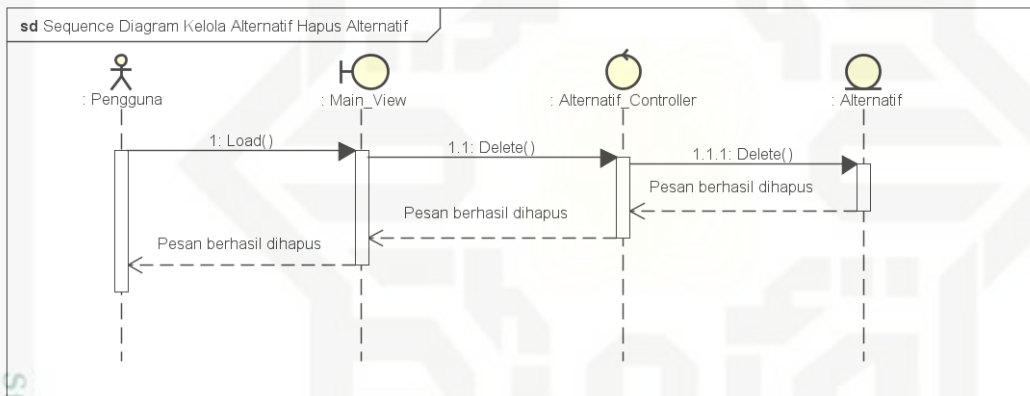 sd Sequence Diagram Kelola Alternatif Hapus Alternatif
: Pengguna
: Main_View
: Alternatif_Controller
: Alternatif
1: Load()
1.1: Delete()
1.1.1: Delete()
Pesan berhasil dihapus
Pesan berhasil dihapus
Pesan berhasil dihapus